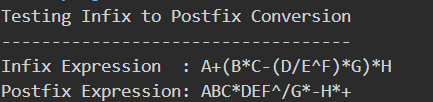 Testing Infix to Postfix Conversion
-----------------------------------
Infix Expression  : A+(B*C-(D/E^F)*G)*H
Postfix Expression: ABC*DEF^/G*-H*+